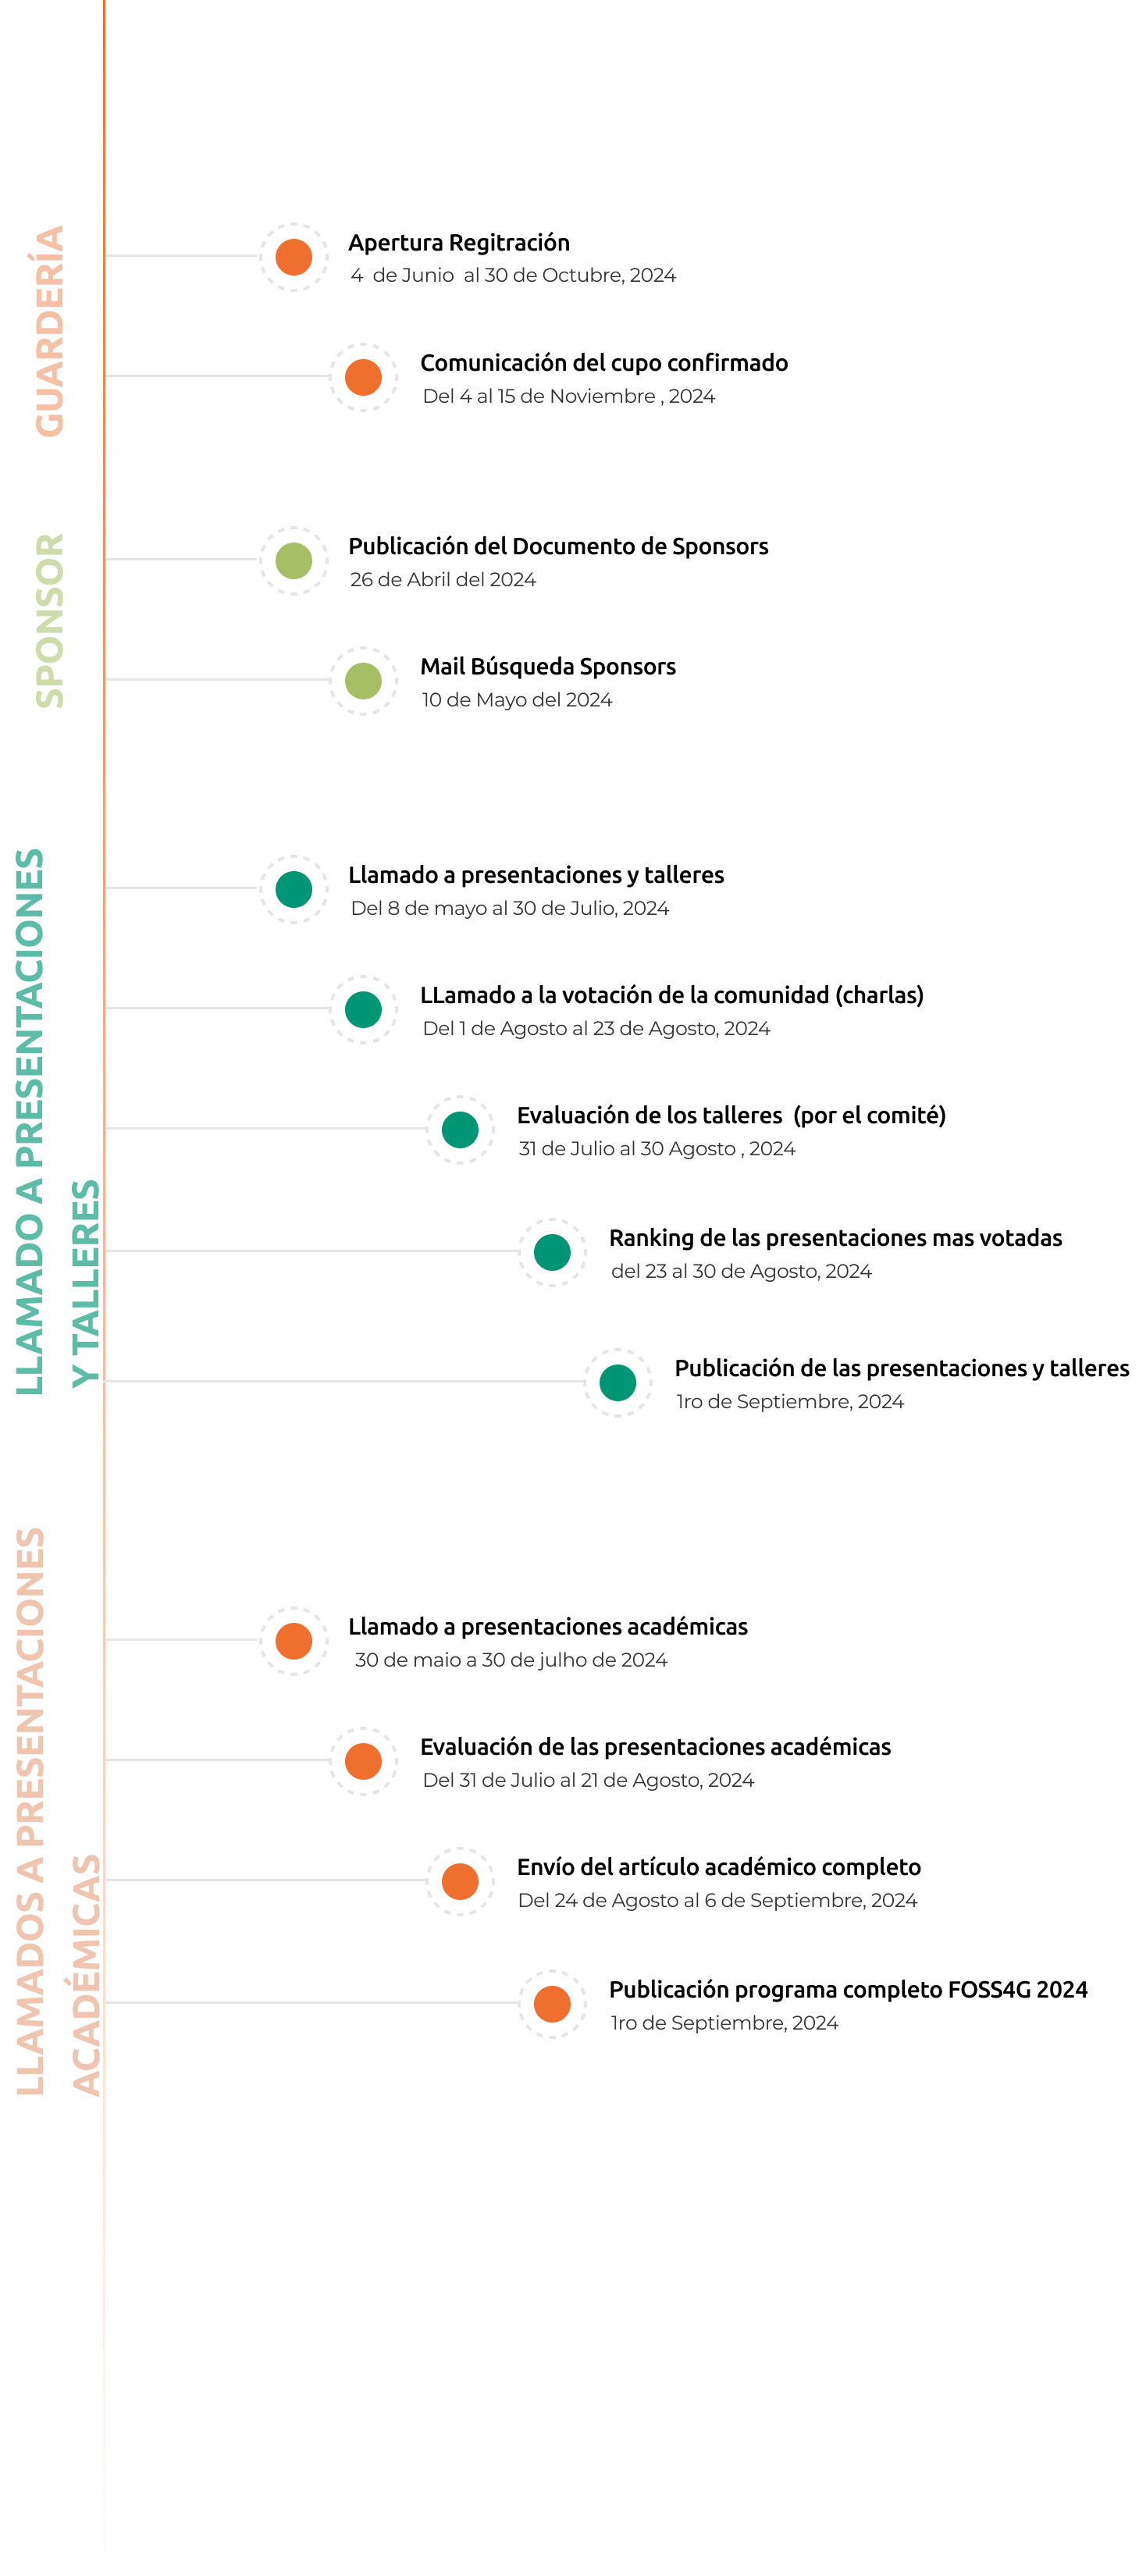 GUARDERÍA
Apertura Regitración
4 de Junio al 30 de Octubre, 2024
Comunicación del cupo confirmado
Del 4 al 15 de Noviembre , 2024
SPONSOR
Publicación del Documento de Sponsors
26 de Abril del 2024
Mail Búsqueda Sponsors
10 de Mayo del 2024
LLAMADO A PRESENTACIONES
Y TALLERES
Llamado a presentaciones y talleres
Del 8 de mayo al 30 de Julio, 2024
LLamado a la votación de la comunidad (charlas)
Del 1 de Agosto al 23 de Agosto, 2024
Evaluación de los talleres (por el comité)
31 de Julio al 30 Agosto , 2024
Ranking de las presentaciones mas votadas
del 23 al 30 de Agosto, 2024
Publicación de las presentaciones y talleres
1ro de Septiembre, 2024
LLAMADOS A PRESENTACIONES
ACADÉMICAS
Llamado a presentaciones académicas
30 de maio a 30 de julho de 2024
Evaluación de las presentaciones académicas
Del 31 de Julio al 21 de Agosto, 2024
Envío del artículo académico completo
Del 24 de Agosto al 6 de Septiembre, 2024
Publicación programa completo FOSS4G 2024
1ro de Septiembre, 2024